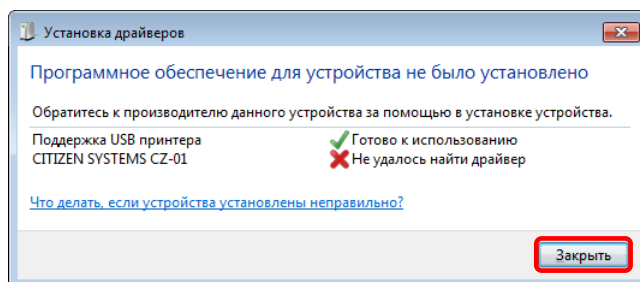 Установка драйверов
Программное обеспечение для устройства не было установлено
Обратитесь к производителю данного устройства за помощью в установке устройства.
Поддержка USB принтера Готово к использованию
CITIZEN SYSTEMS CZ-01 Не удалось найти драйвер
Что делать, если устройства установлены неправильно?
Закрыть